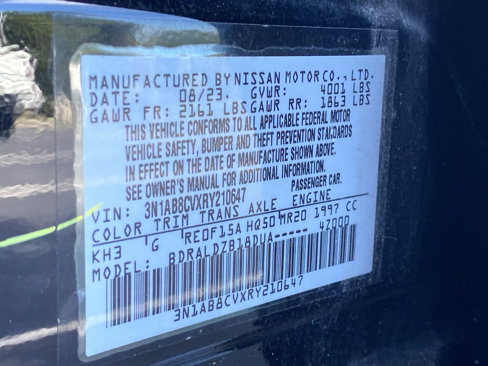 MANUFACTURED BY NISSAN MOTOR CO., LTD.
DATE: 08/23. GVWR: 4001 LBS
GAWR FR: 2161 LBS GAWR RR: 1863 LBS
THIS VEHICLE CONFORMS TO ALL APPLICABLE FEDERAL MOTOR
VEHICLE SAFETY, BUMPER AND THEFT PREVENTION STANDARDS
IN EFFECT ON THE DATE OF MANUFACTURE SHOWN ABOVE.
SEE OWNER'S MANUAL FOR ADDITIONAL INFORMATION.
PASSENGER CAR.
VIN: 3N1AB8CVXRY210647
COLOR TRIM TRANS AXLE ENGINE
KH3 G RE0F15A HQ50 MR20 1997 CC
MODEL: BDRALDZB18DUA----- 4Z000
3N1AB8CVXRY210647